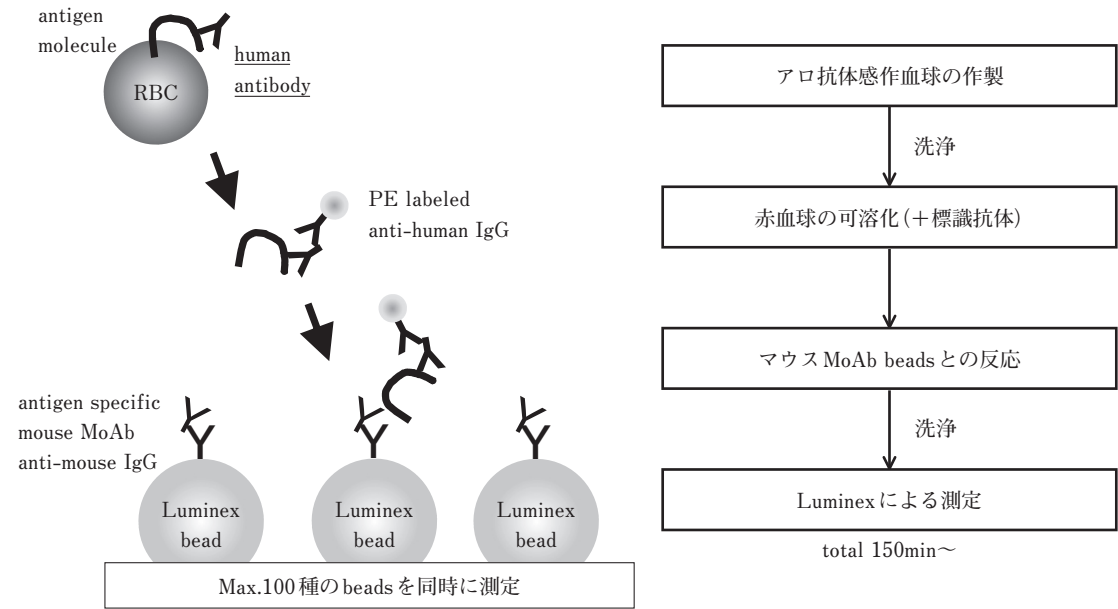 antigen
molecule
RBC
human
antibody
PE labeled
anti-human IgG
antigen specific
mouse MoAb
anti-mouse IgG
Luminex
bead
Luminex
bead
Luminex
bead
Max.100種のbeadsを同時に測定
アロ抗体感作血球の作製
洗浄
赤血球の可溶化(+標識抗体)
マウスMoAb beadsとの反応
洗浄
Luminexによる測定
total 150min~